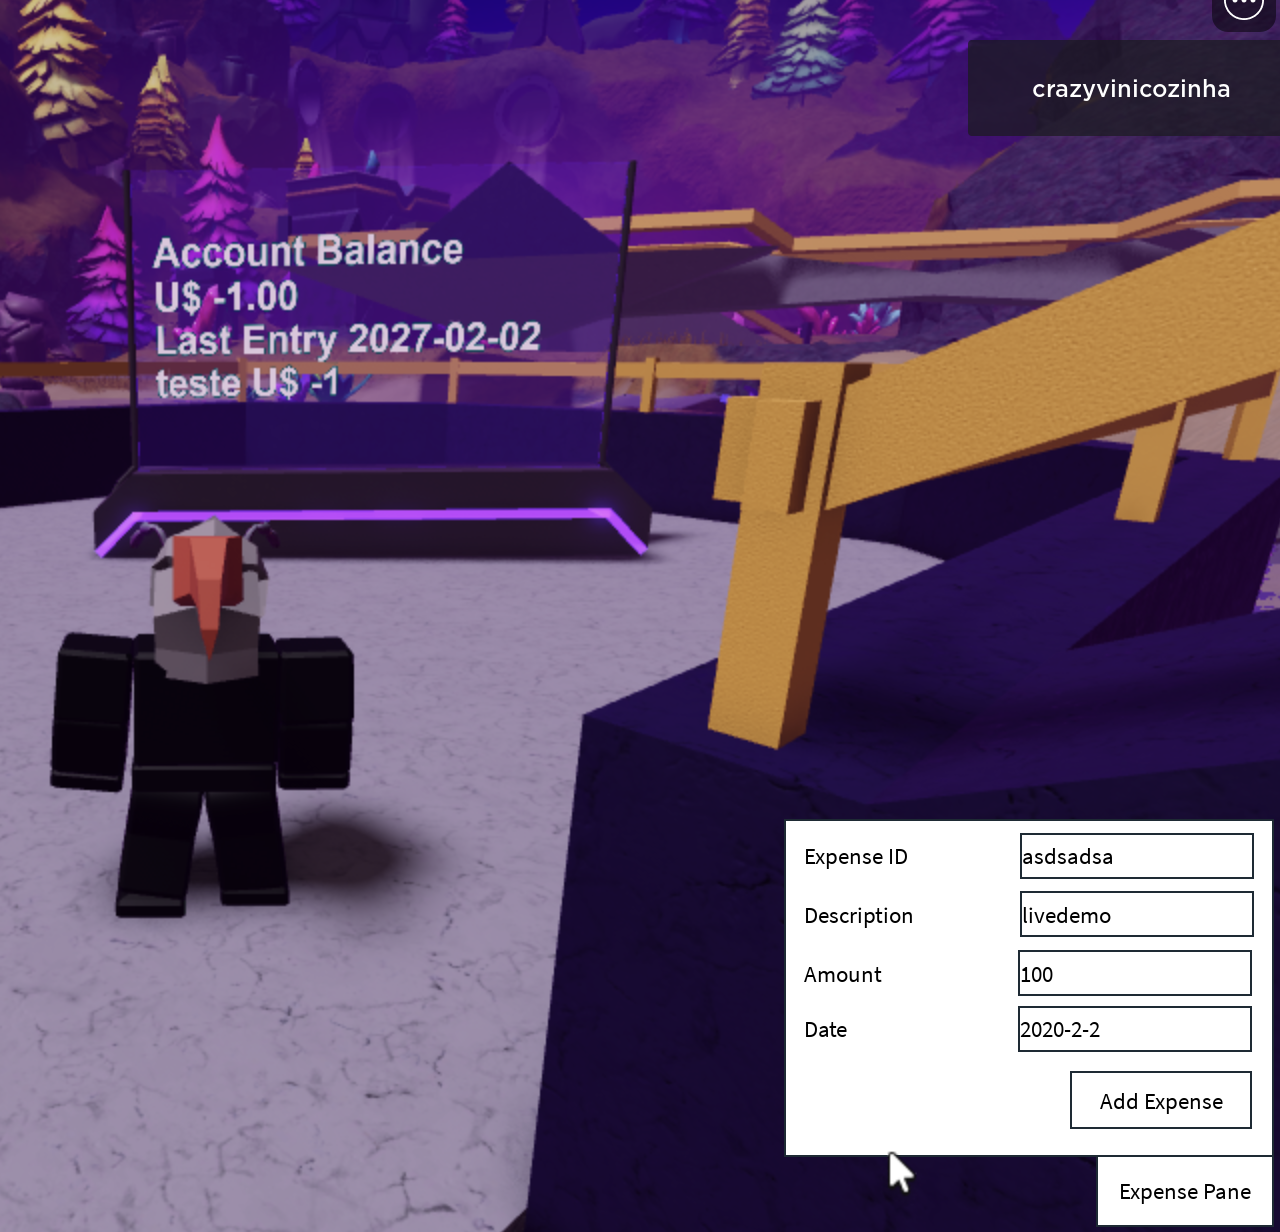 crazyvinicozinha
Account Balance
U$ -1.00
Last Entry 2027-02-02
teste U$ -1
Expense ID asdsadsa
Description livedemo
Amount 100
Date 2020-2-2
Add Expense
Expense Pane